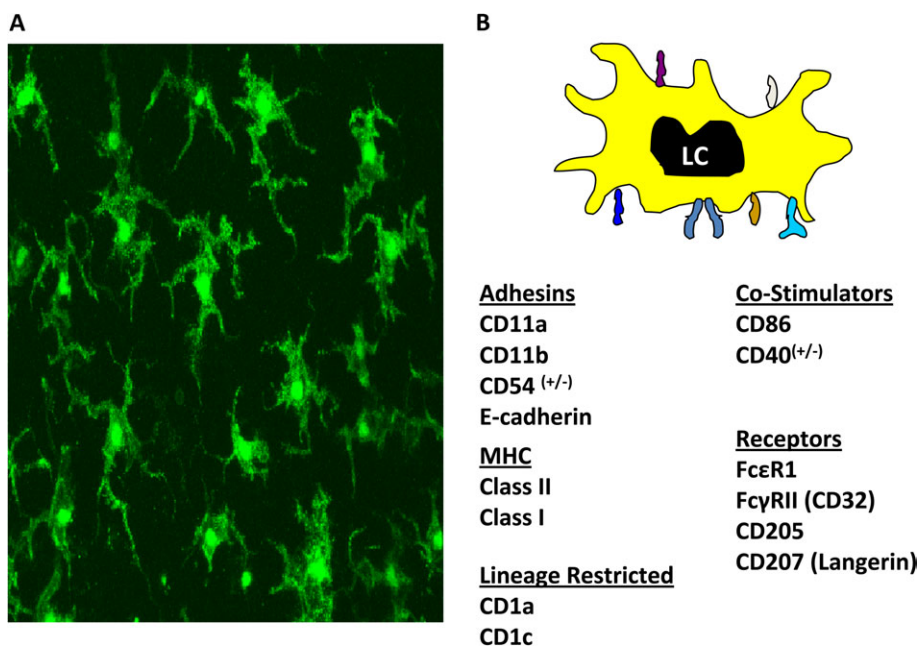 A
B
LC
Adhesins
CD11a
CD11b
CD54 (+/-)
E-cadherin
MHC
Class II
Class I
Lineage Restricted
CD1a
CD1c
Co-Stimulators
CD86
CD40(+/-)
Receptors
FcεR1
FcγRII (CD32)
CD205
CD207 (Langerin)